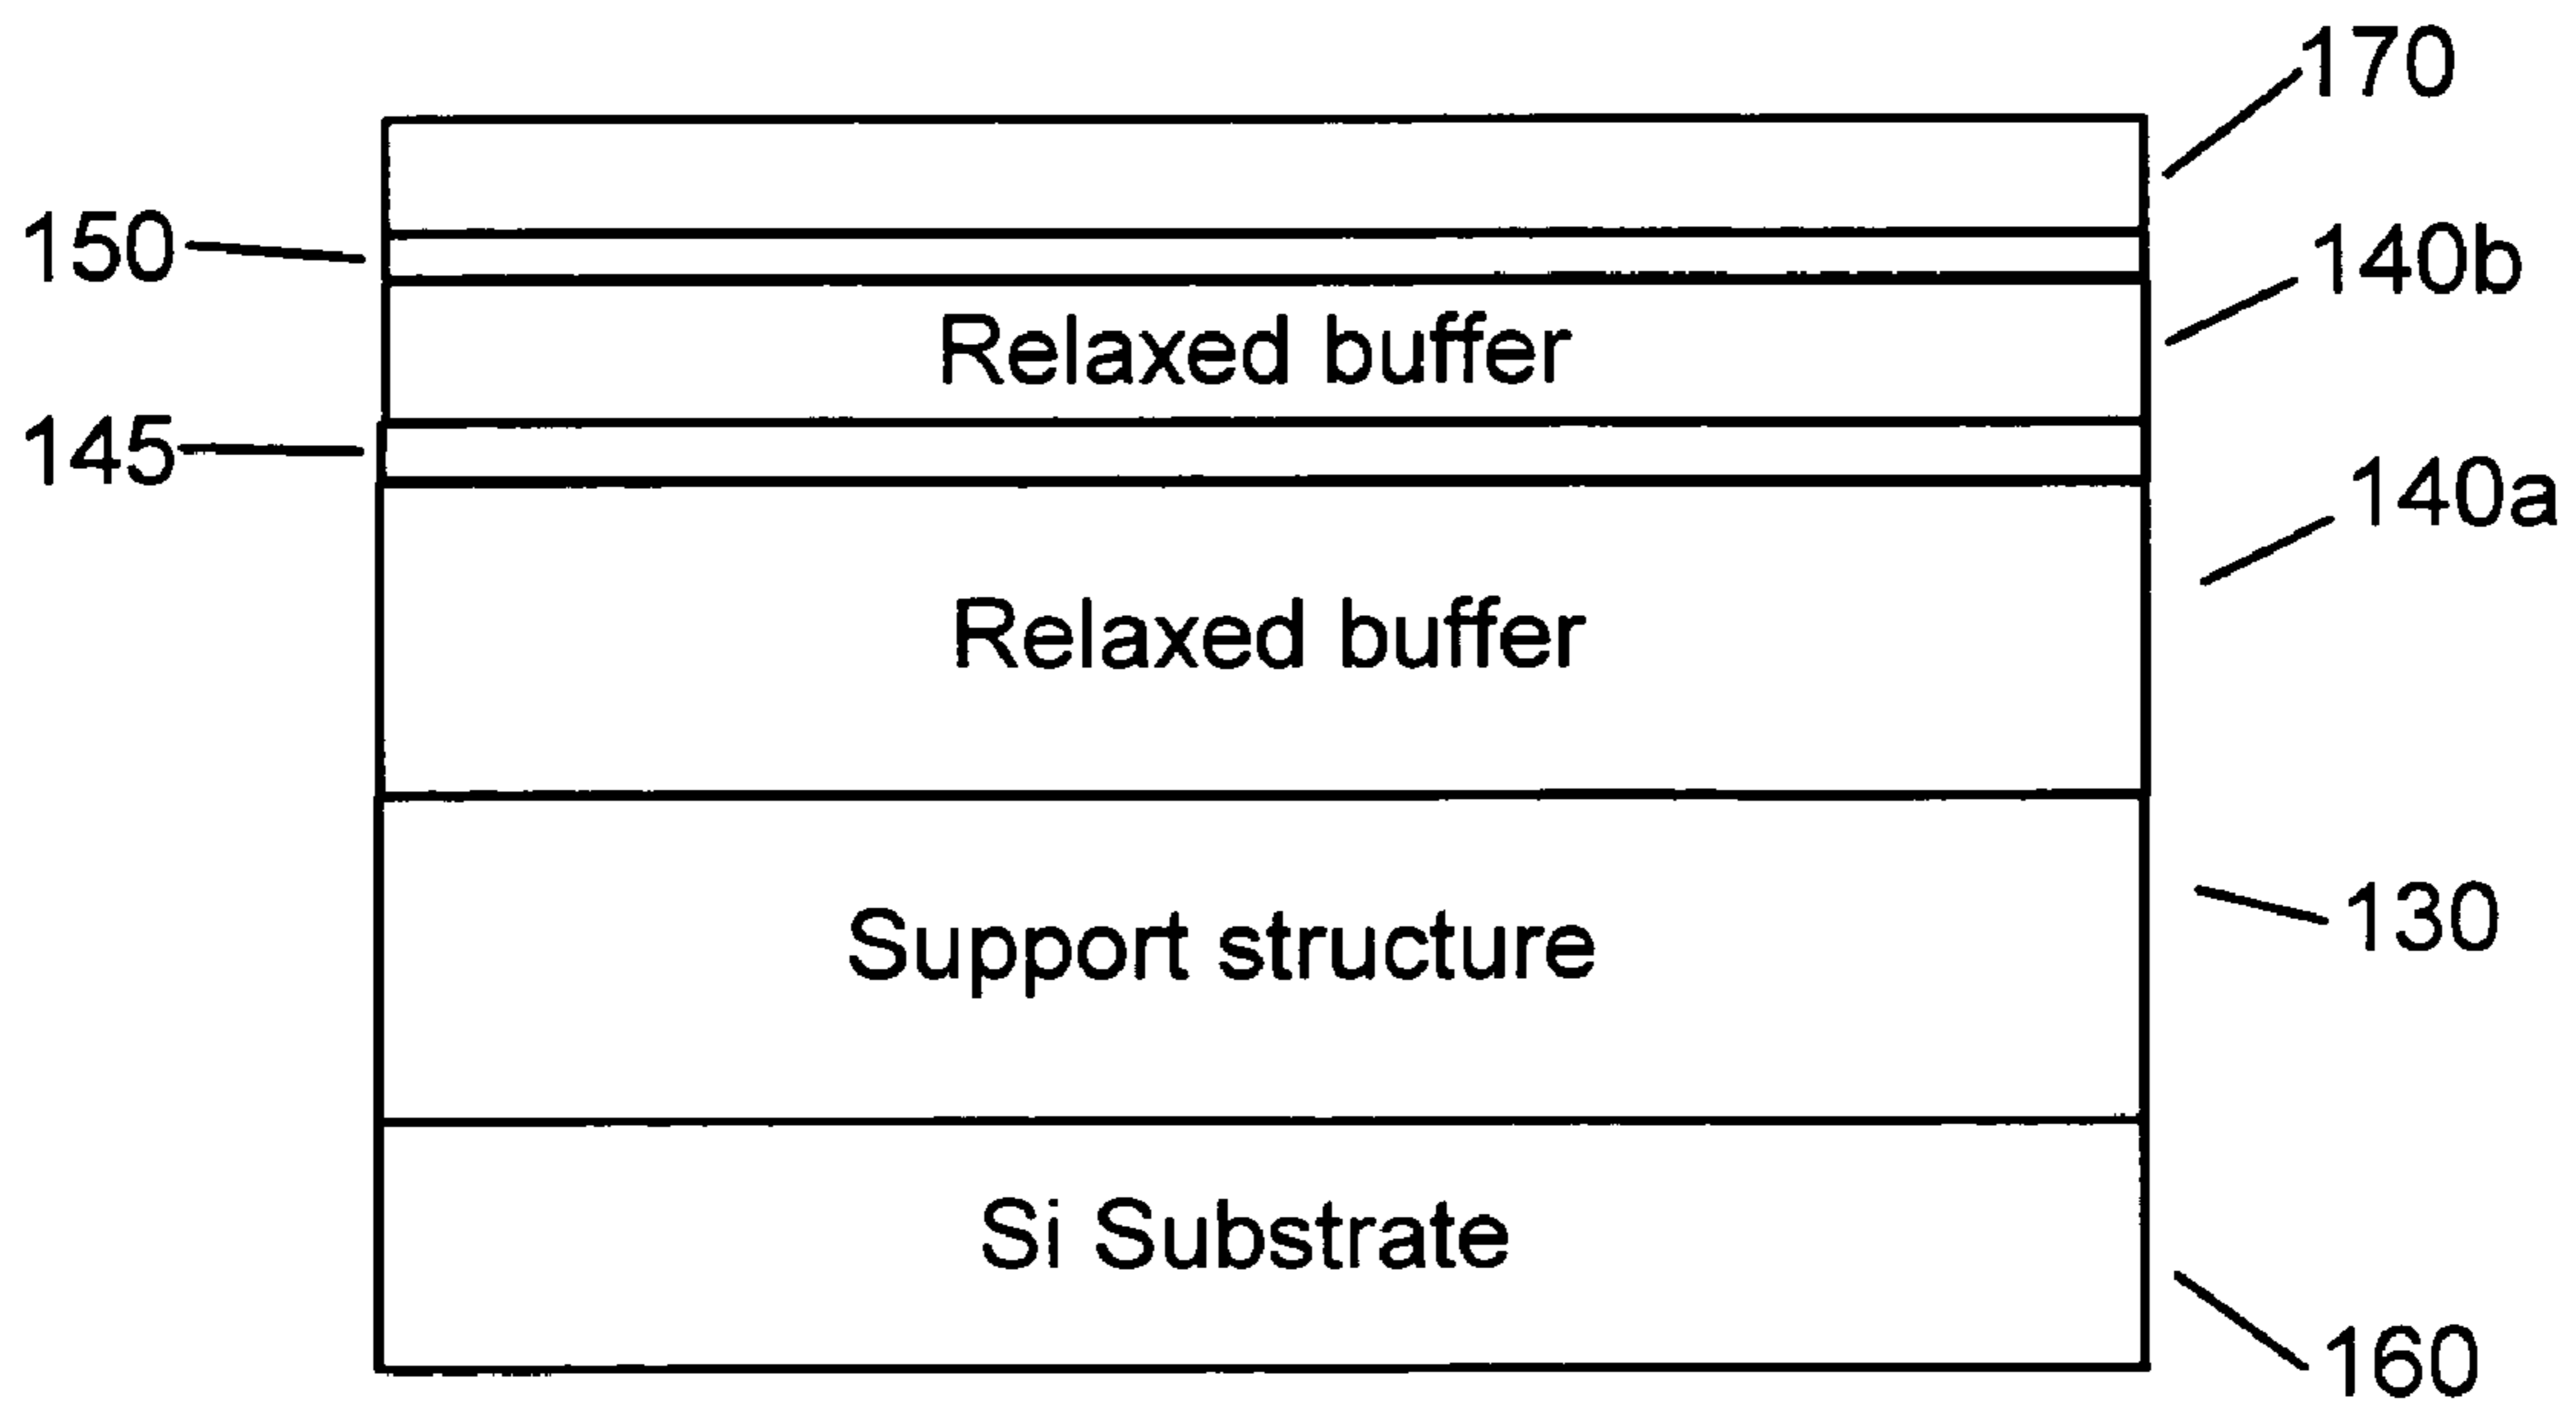 170
150
140b
Relaxed buffer
145
140a
Relaxed buffer
130
Support structure
Si Substrate
160